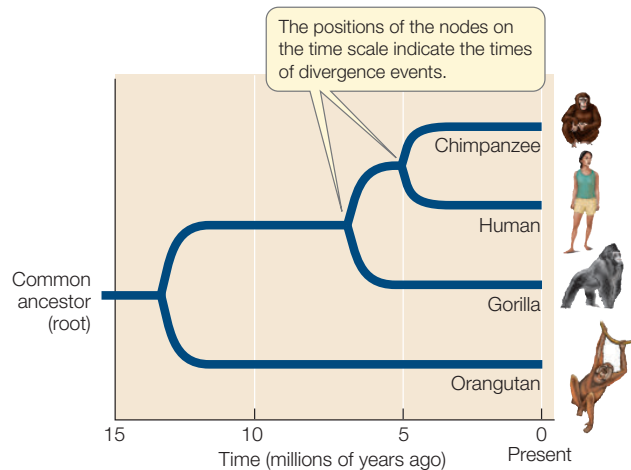 The positions of the nodes on
the time scale indicate the times
of divergence events.
Chimpanzee
Human
Common
ancestor
(root)
Gorilla
Orangutan
15
10
5
0
Time (millions of years ago)
Present